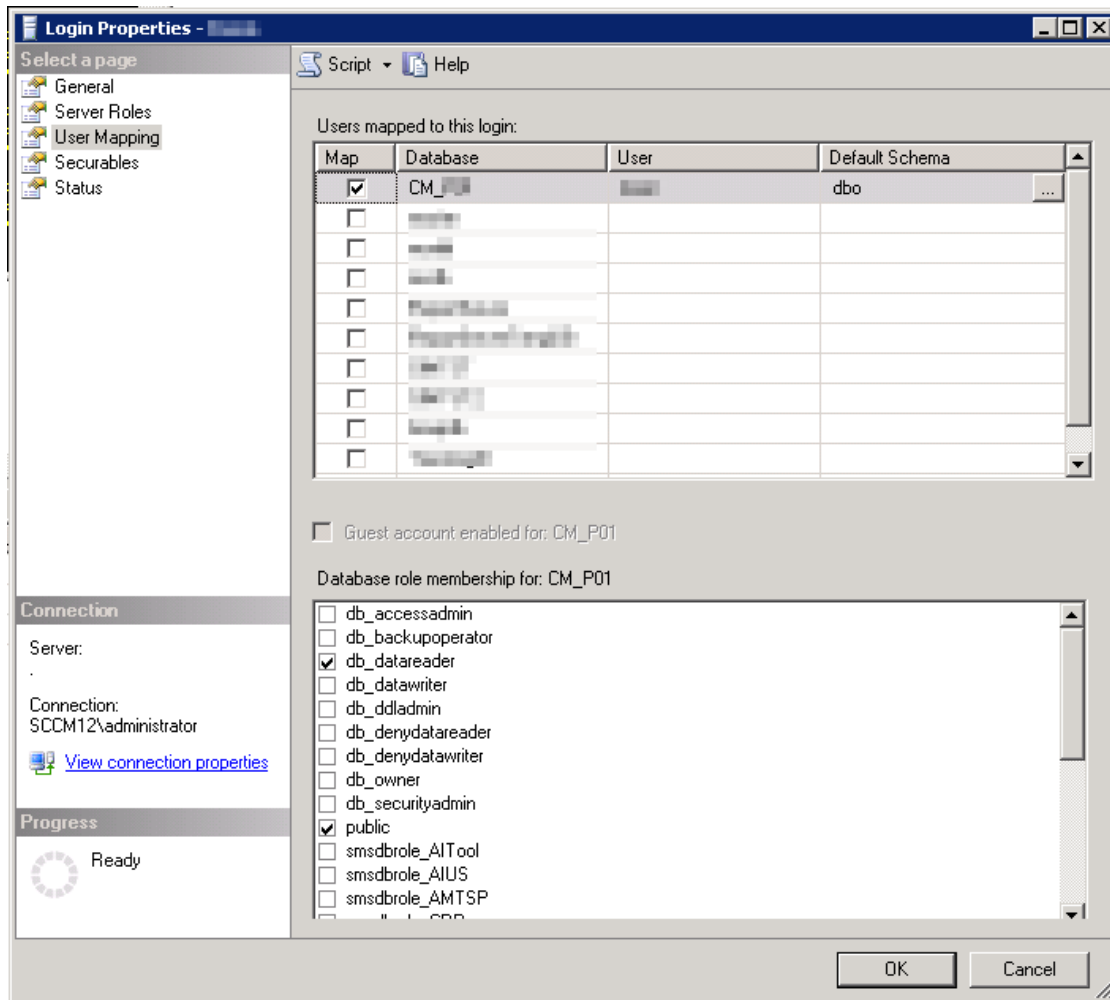 Login Properties -
Select a page
General
Server Roles
User Mapping
Securables
Status
Script Help
Users mapped to this login:
Map Database User Default Schema
CM_ dbo ...
Guest account enabled for: CM_P01
Database role membership for: CM_P01
db_accessadmin
db_backupoperator
db_datareader
db_datawriter
db_ddladmin
db_denydatareader
db_denydatawriter
db_owner
db_securityadmin
public
smsdbrole_AITool
smsdbrole_AIUS
smsdbrole_AMTSP
Connection
Server:
.
Connection:
SCCM12\administrator
View connection properties
Progress
Ready
OK Cancel